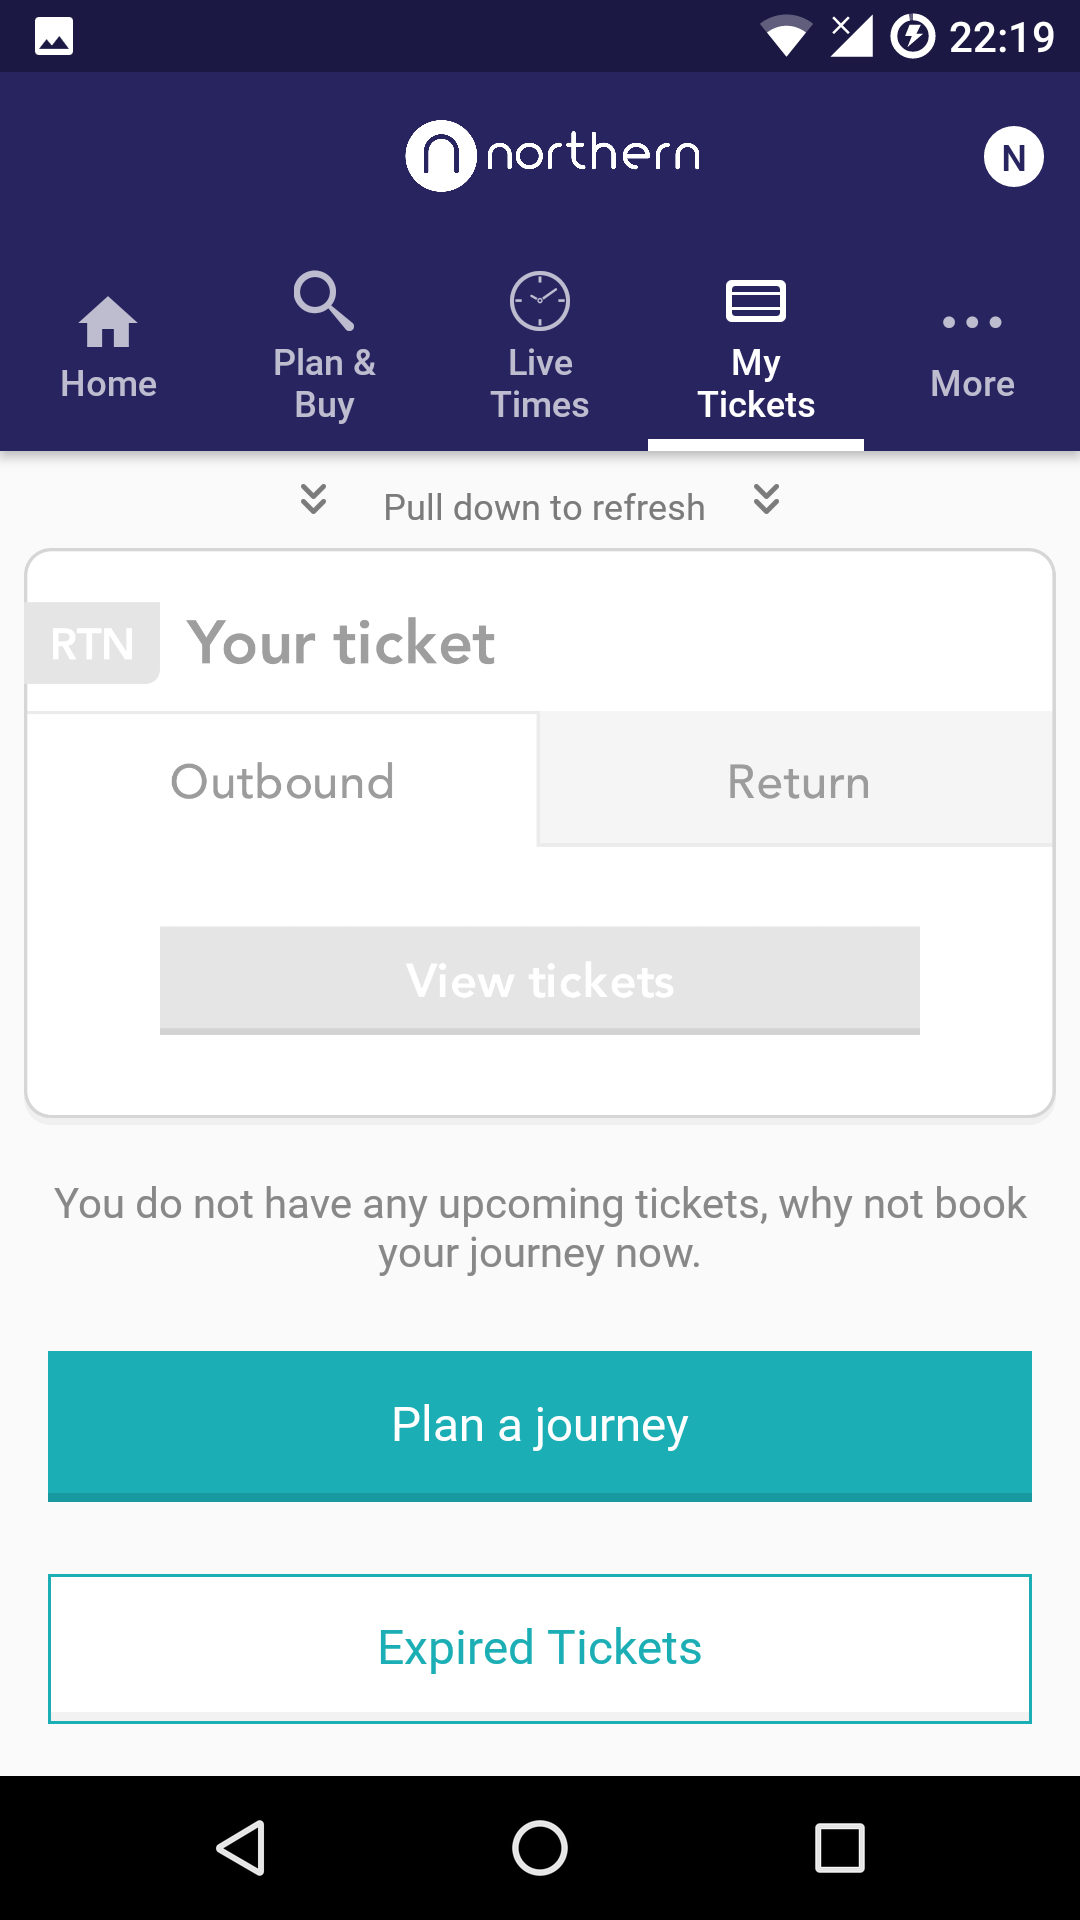 22:19
northern
N
Home
Plan &
Buy
Live
Times
My
Tickets
More
Pull down to refresh
RTN
Your ticket
Outbound
Return
View tickets
You do not have any upcoming tickets, why not book
your journey now.
Plan a journey
Expired Tickets